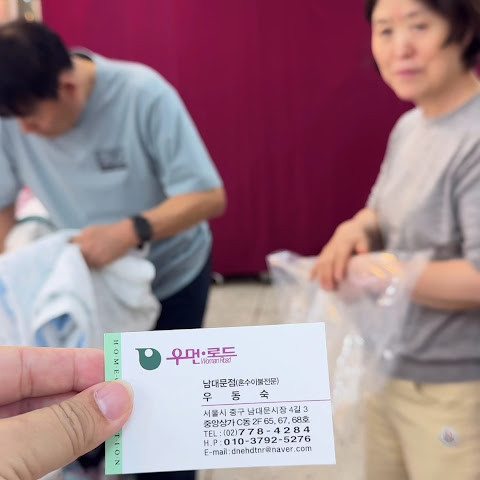 우먼·로드
Woman Road
남대문점(혼수이불전문)
우 동 숙
서울시 중구 남대문시장 4길 3
중앙상가 C동 2F 65, 67, 68호
TEL : (02)778-4284
H.P : 010-3792-5276
E-mail : dnehdtnr@naver.com